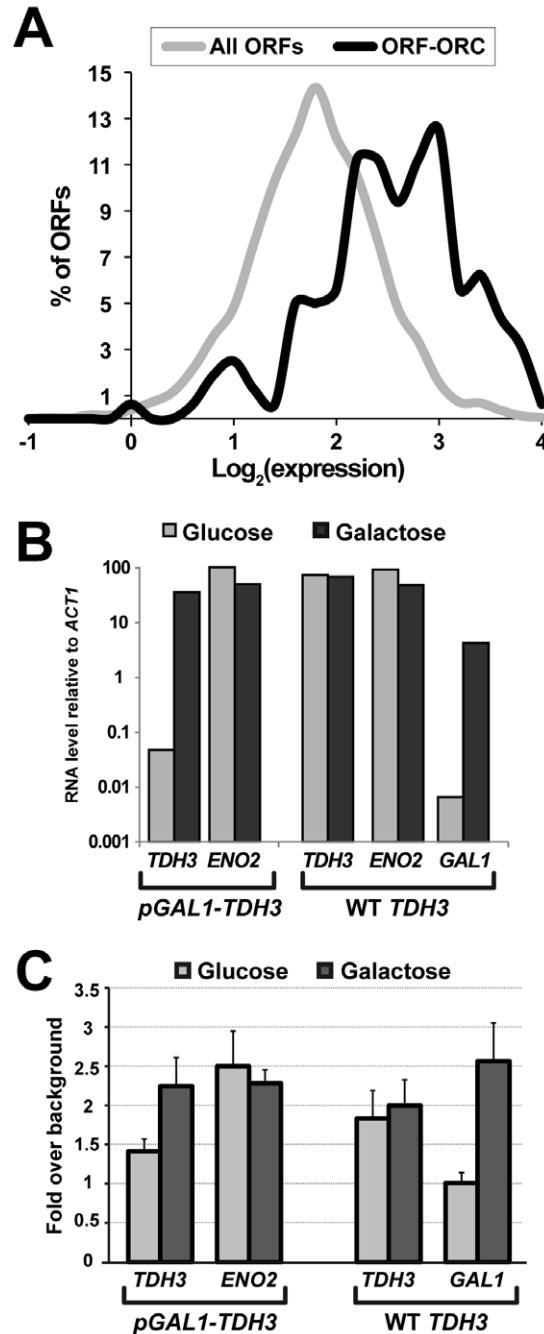 A
All ORFs ORF-ORC
15
13
11
9
7
5
3
1
% of ORFs
-1 0 1 2 3 4
Log2(expression)
B
Glucose Galactose
100
10
1
0.1
0.01
0.001
RNA level relative to ACT1
TDH3 ENO2 TDH3 ENO2 GAL1
pGAL1-TDH3 WT TDH3
C
Glucose Galactose
3.5
3
2.5
2
1.5
1
0.5
0
Fold over background
TDH3 ENO2 TDH3 GAL1
pGAL1-TDH3 WT TDH3